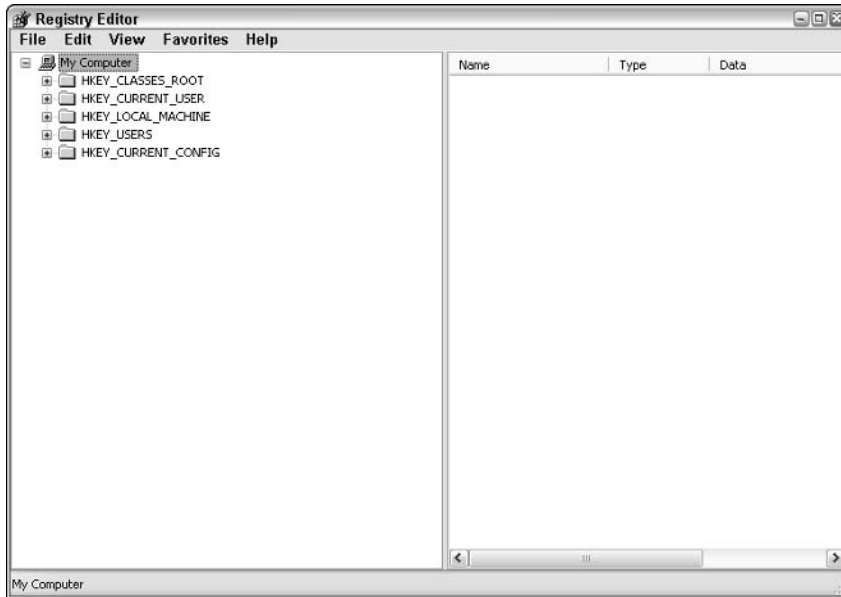 Registry Editor
File Edit View Favorites Help
My Computer
HKEY_CLASSES_ROOT
HKEY_CURRENT_USER
HKEY_LOCAL_MACHINE
HKEY_USERS
HKEY_CURRENT_CONFIG
Name Type Data
My Computer